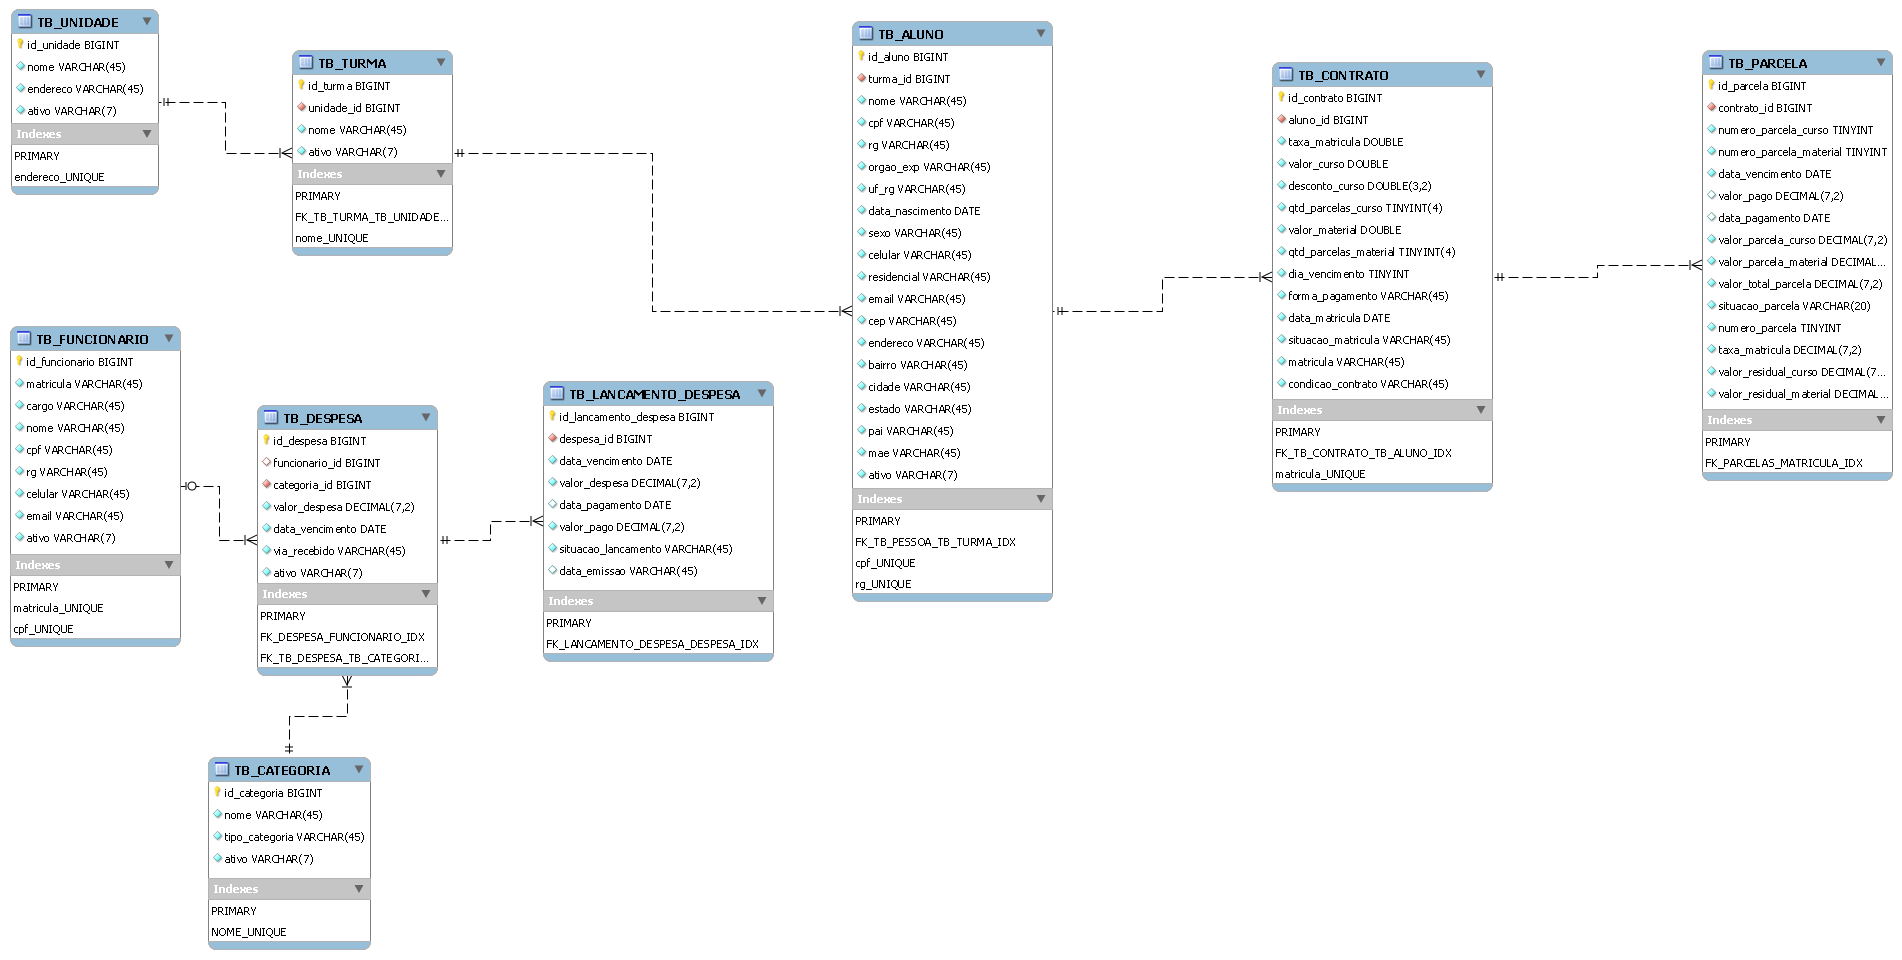 TB_UNIDADE
id_unidade BIGINT
nome VARCHAR(45)
endereco VARCHAR(45)
ativo VARCHAR(7)
Indexes
PRIMARY
endereco_UNIQUE
TB_TURMA
id_turma BIGINT
unidade_id BIGINT
nome VARCHAR(45)
ativo VARCHAR(7)
Indexes
PRIMARY
FK_TB_TURMA_TB_UNIDADE...
nome_UNIQUE
TB_ALUNO
id_aluno BIGINT
turma_id BIGINT
nome VARCHAR(45)
cpf VARCHAR(45)
rg VARCHAR(45)
orgao_exp VARCHAR(45)
uf_rg VARCHAR(45)
data_nascimento DATE
sexo VARCHAR(45)
celular VARCHAR(45)
residencial VARCHAR(45)
email VARCHAR(45)
cep VARCHAR(45)
endereco VARCHAR(45)
bairro VARCHAR(45)
cidade VARCHAR(45)
estado VARCHAR(45)
pai VARCHAR(45)
mae VARCHAR(45)
ativo VARCHAR(7)
Indexes
PRIMARY
FK_TB_PESSOA_TB_TURMA_IDX
cpf_UNIQUE
rg_UNIQUE
TB_CONTRATO
id_contrato BIGINT
aluno_id BIGINT
taxa_matricula DOUBLE
valor_curso DOUBLE
desconto_curso DOUBLE(3,2)
qtd_parcelas_curso TINYINT(4)
valor_material DOUBLE
qtd_parcelas_material TINYINT(4)
dia_vencimento TINYINT
forma_pagamento VARCHAR(45)
data_matricula DATE
situacao_matricula VARCHAR(45)
matricula VARCHAR(45)
condicao_contrato VARCHAR(45)
Indexes
PRIMARY
FK_TB_CONTRATO_TB_ALUNO_IDX
matricula_UNIQUE
TB_PARCELA
id_parcela BIGINT
contrato_id BIGINT
numero_parcela_curso TINYINT
numero_parcela_material TINYINT
data_vencimento DATE
valor_pago DECIMAL(7,2)
data_pagamento DATE
valor_parcela_curso DECIMAL(7,2)
valor_parcela_material DECIMAL...
valor_total_parcela DECIMAL(7,2)
situacao_parcela VARCHAR(20)
numero_parcela TINYINT
taxa_matricula DECIMAL(7,2)
valor_residual_curso DECIMAL(7...
valor_residual_material DECIMAL...
Indexes
PRIMARY
FK_PARCELAS_MATRICULA_IDX
TB_FUNCIONARIO
id_funcionario BIGINT
matricula VARCHAR(45)
cargo VARCHAR(45)
nome VARCHAR(45)
cpf VARCHAR(45)
rg VARCHAR(45)
celular VARCHAR(45)
email VARCHAR(45)
ativo VARCHAR(7)
Indexes
PRIMARY
matricula_UNIQUE
cpf_UNIQUE
TB_DESPESA
id_despesa BIGINT
funcionario_id BIGINT
categoria_id BIGINT
valor_despesa DECIMAL(7,2)
data_vencimento DATE
via_recebido VARCHAR(45)
ativo VARCHAR(7)
Indexes
PRIMARY
FK_DESPESA_FUNCIONARIO_IDX
FK_TB_DESPESA_TB_CATEGORI...
TB_LANCAMENTO_DESPESA
id_lancamento_despesa BIGINT
despesa_id BIGINT
data_vencimento DATE
valor_despesa DECIMAL(7,2)
data_pagamento DATE
valor_pago DECIMAL(7,2)
situacao_lancamento VARCHAR(45)
data_emissao VARCHAR(45)
Indexes
PRIMARY
FK_LANCAMENTO_DESPESA_DESPESA_IDX
TB_CATEGORIA
id_categoria BIGINT
nome VARCHAR(45)
tipo_categoria VARCHAR(45)
ativo VARCHAR(7)
Indexes
PRIMARY
NOME_UNIQUE